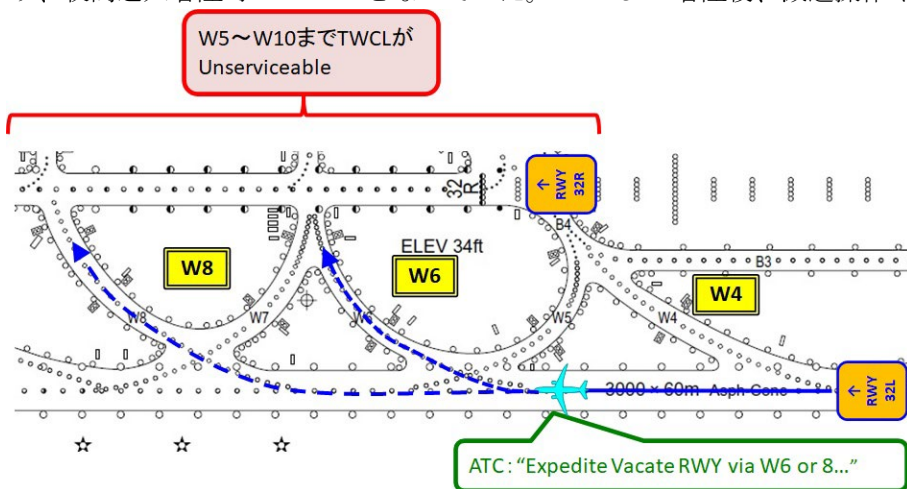 W5～W10までTWCLが
Unserviceable
32
R
↑
RWY
32R
B4
ELEV 34ft
W8
W6
B3
W4
W8
W7
W5
W4
3000 × 60m Asph-Conc
↑
RWY
32L
ATC：“Expedite Vacate RWY via W6 or 8...”